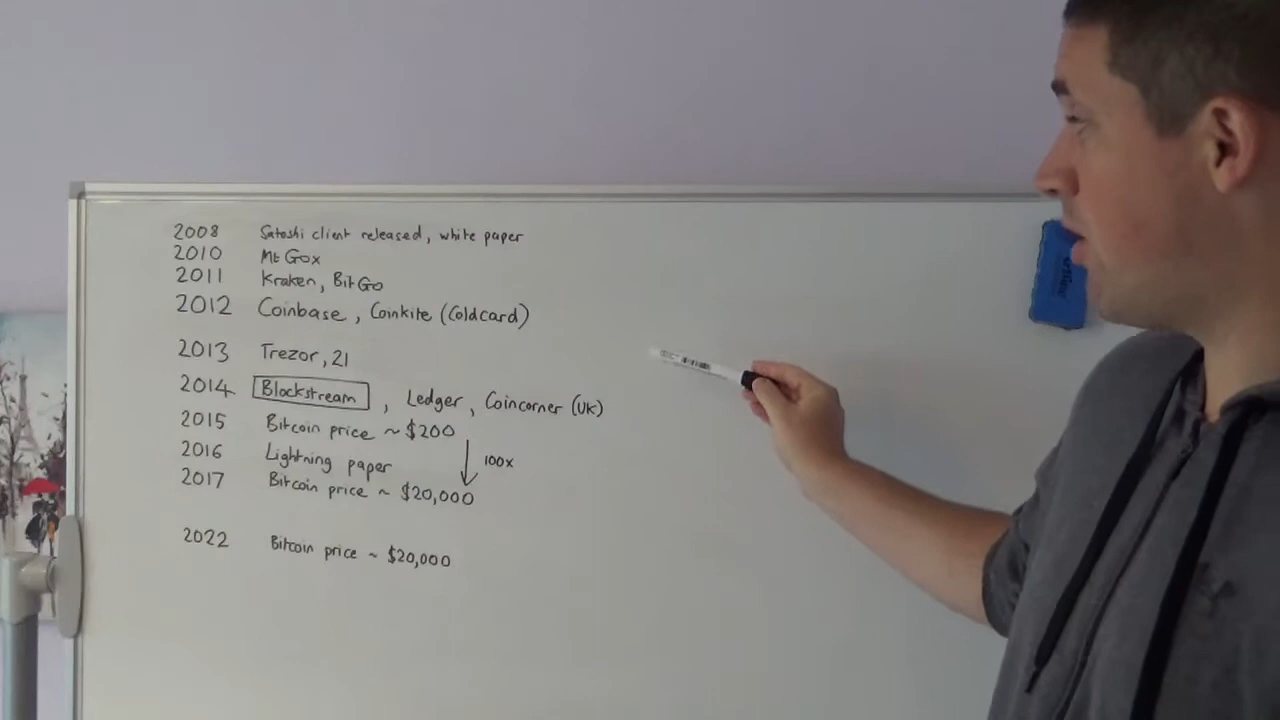 2008 Satoshi client released, white paper
2010 Mt Gox
2011 Kraken, BitGo
2012 Coinbase, Coinkite (Coldcard)
2013 Trezor, 21
2014 Blockstream, Ledger, Coincorner (UK)
2015 Bitcoin price ~ $200
2016 Lightning paper 100x
2017 Bitcoin price ~ $20,000
2022 Bitcoin price ~ $20,000